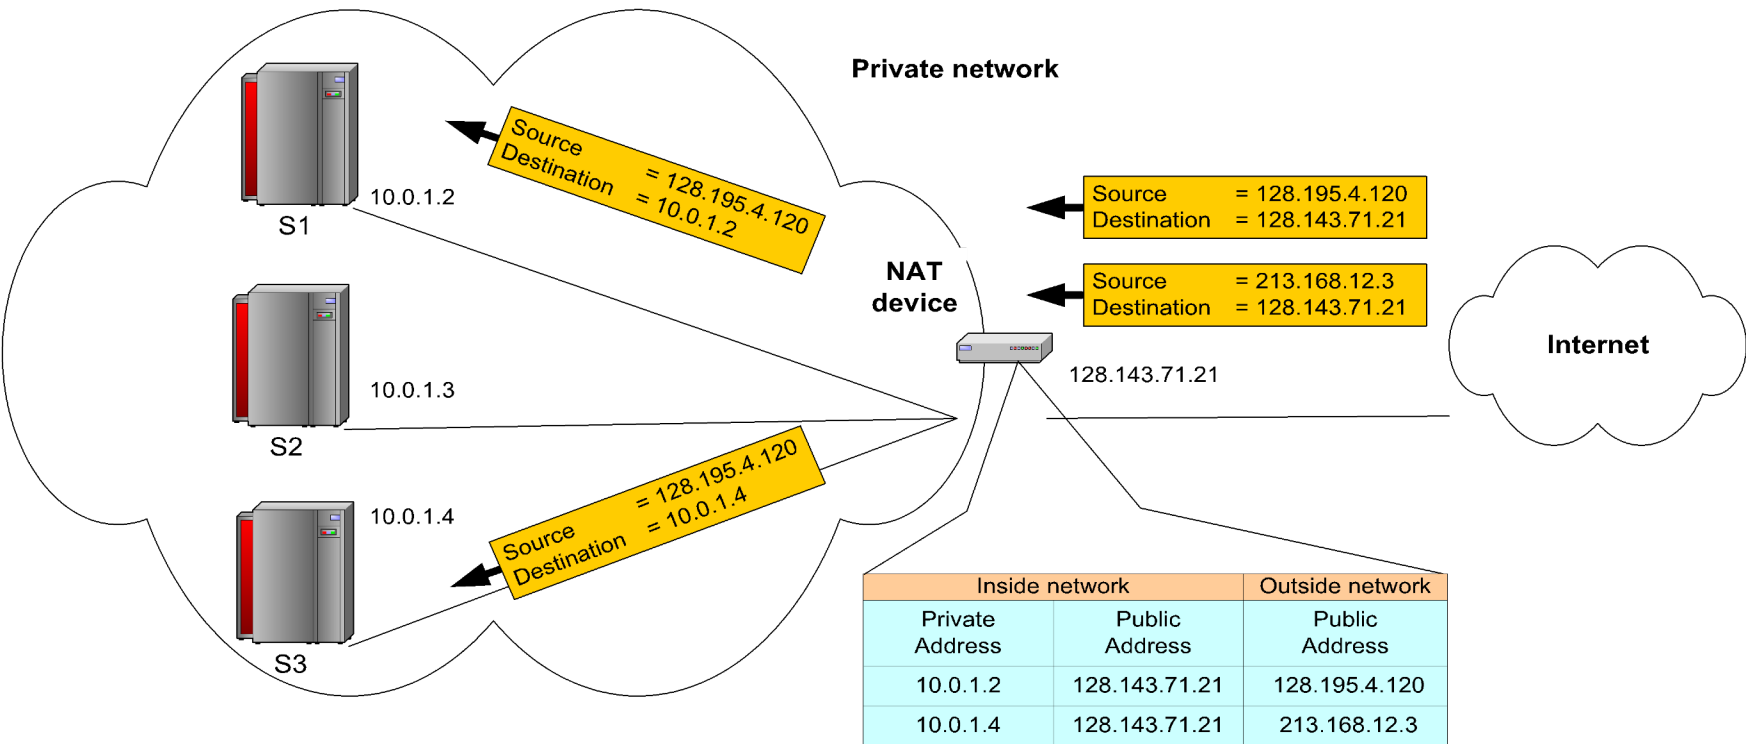 Private network
Source = 128.195.4.120
Destination = 10.0.1.2
10.0.1.2
S1
Source = 128.195.4.120
Destination = 128.143.71.21
NAT
device
Source = 213.168.12.3
Destination = 128.143.71.21
Internet
128.143.71.21
10.0.1.3
S2
Source = 128.195.4.120
Destination = 10.0.1.4
10.0.1.4
S3
Inside network Outside network
Private Address Public Address Public Address
10.0.1.2 128.143.71.21 128.195.4.120
10.0.1.4 128.143.71.21 213.168.12.3